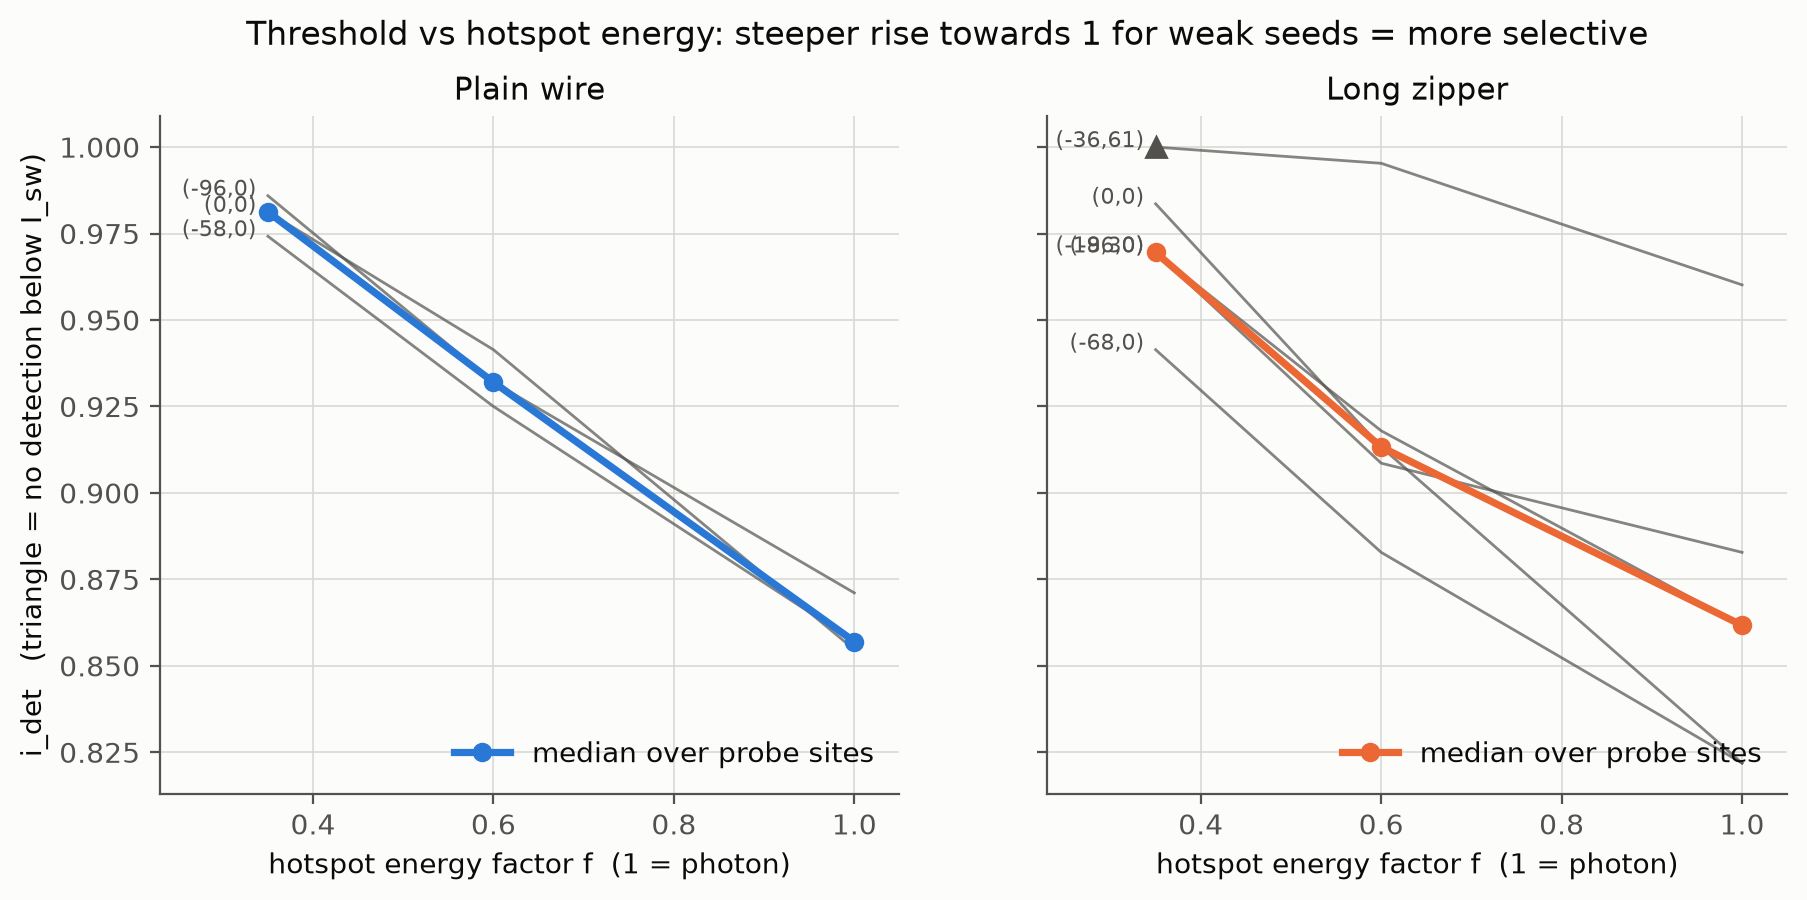 Threshold vs hotspot energy: steeper rise towards 1 for weak seeds = more selective
Plain wire
i_det   (triangle = no detection below I_sw)
1.000
0.975
0.950
0.925
0.900
0.875
0.850
0.825
(-96,0)
(0,0)
(-58,0)
median over probe sites
0.4 0.6 0.8 1.0
hotspot energy factor f  (1 = photon)
Long zipper
(-36,61)
(0,0)
(-68,0)
median over probe sites
0.4 0.6 0.8 1.0
hotspot energy factor f  (1 = photon)